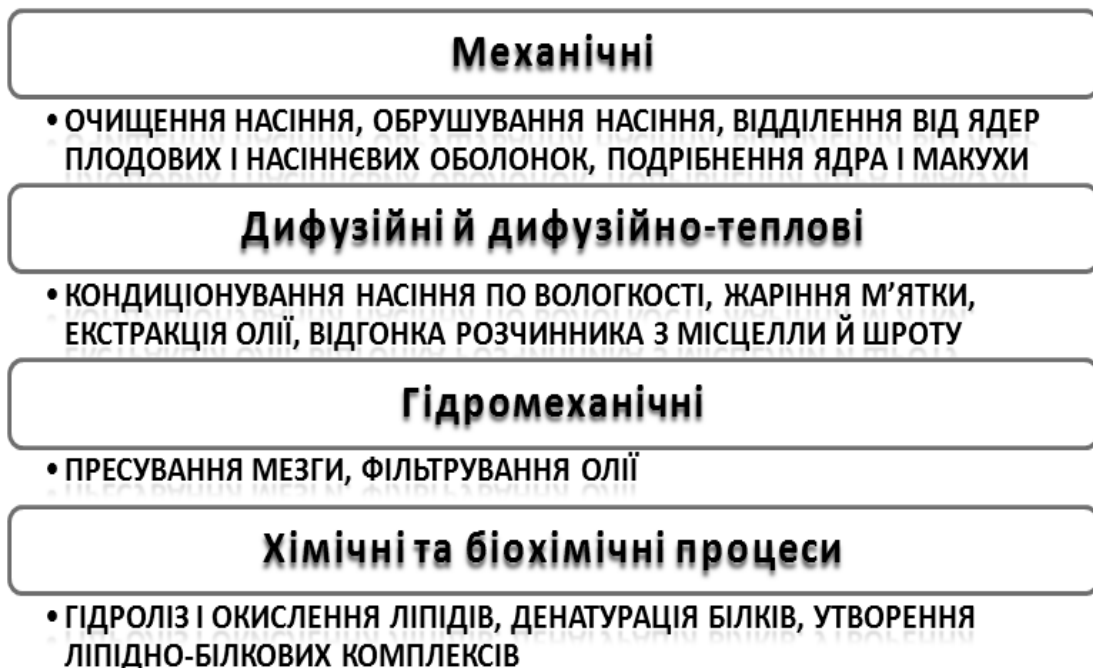 Механічні
• ОЧИЩЕННЯ НАСІННЯ, ОБРУШУВАННЯ НАСІННЯ, ВІДДІЛЕННЯ ВІД ЯДЕР
ПЛОДОВИХ І НАСІННЄВИХ ОБОЛОНОК, ПОДРІБНЕННЯ ЯДРА І МАКУХИ
Дифузійні й дифузійно-теплові
• КОНДИЦІОНУВАННЯ НАСІННЯ ПО ВОЛОГКОСТІ, ЖАРІННЯ М’ЯТКИ,
ЕКСТРАКЦІЯ ОЛІЇ, ВІДГОНКА РОЗЧИННИКА З МІСЦЕЛЛИ Й ШРОТУ
Гідромеханічні
• ПРЕСУВАННЯ МЕЗГИ, ФІЛЬТРУВАННЯ ОЛІЇ
Хімічні та біохімічні процеси
• ГІДРОЛІЗ І ОКИСЛЕННЯ ЛІПІДІВ, ДЕНАТУРАЦІЯ БІЛКІВ, УТВОРЕННЯ
ЛІПІДНО-БІЛКОВИХ КОМПЛЕКСІВ